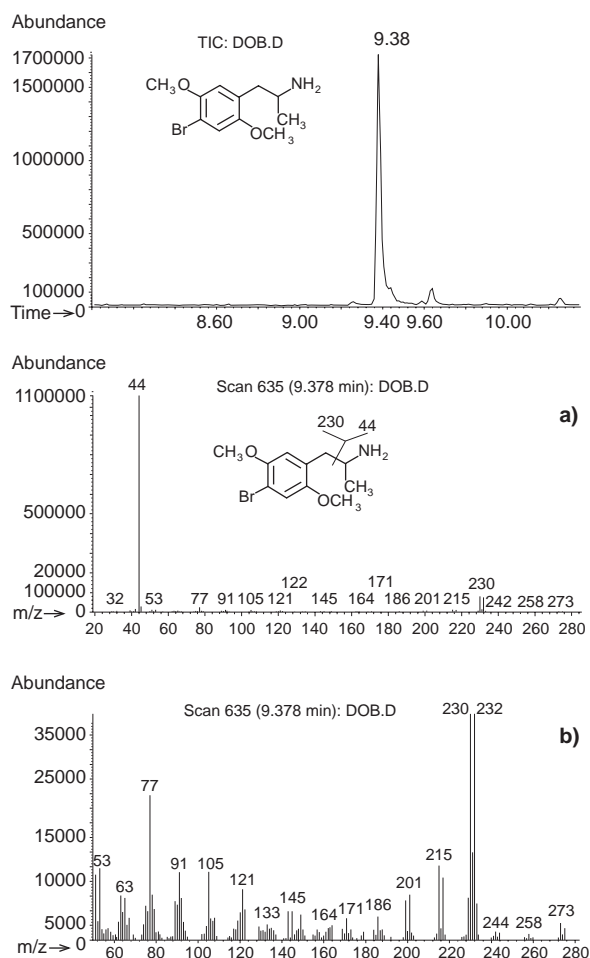 Abundance
TIC: DOB.D
9.38
1700000
1500000
1000000
500000
100000
0
Time→
CH₃O
NH₂
Br
CH₃
OCH₃
8.60 9.00 9.40 9.60 10.00
Abundance
Scan 635 (9.378 min): DOB.D
a)
1100000
44
230 44
CH₃O
NH₂
Br
CH₃
OCH₃
500000
20000
100000
0
122 171 230
32 53 77 91 105 121 145 164 186 201 215 242 258 273
m/z→
20 40 60 80 100 120 140 160 180 200 220 240 260 280
Abundance
Scan 635 (9.378 min): DOB.D
230 232
b)
35000
25000
15000
10000
5000
0
77
53
63
91
105
121
133
145
164
171
186
201
215
244
258
273
m/z→
60 80 100 120 140 160 180 200 220 240 260 280